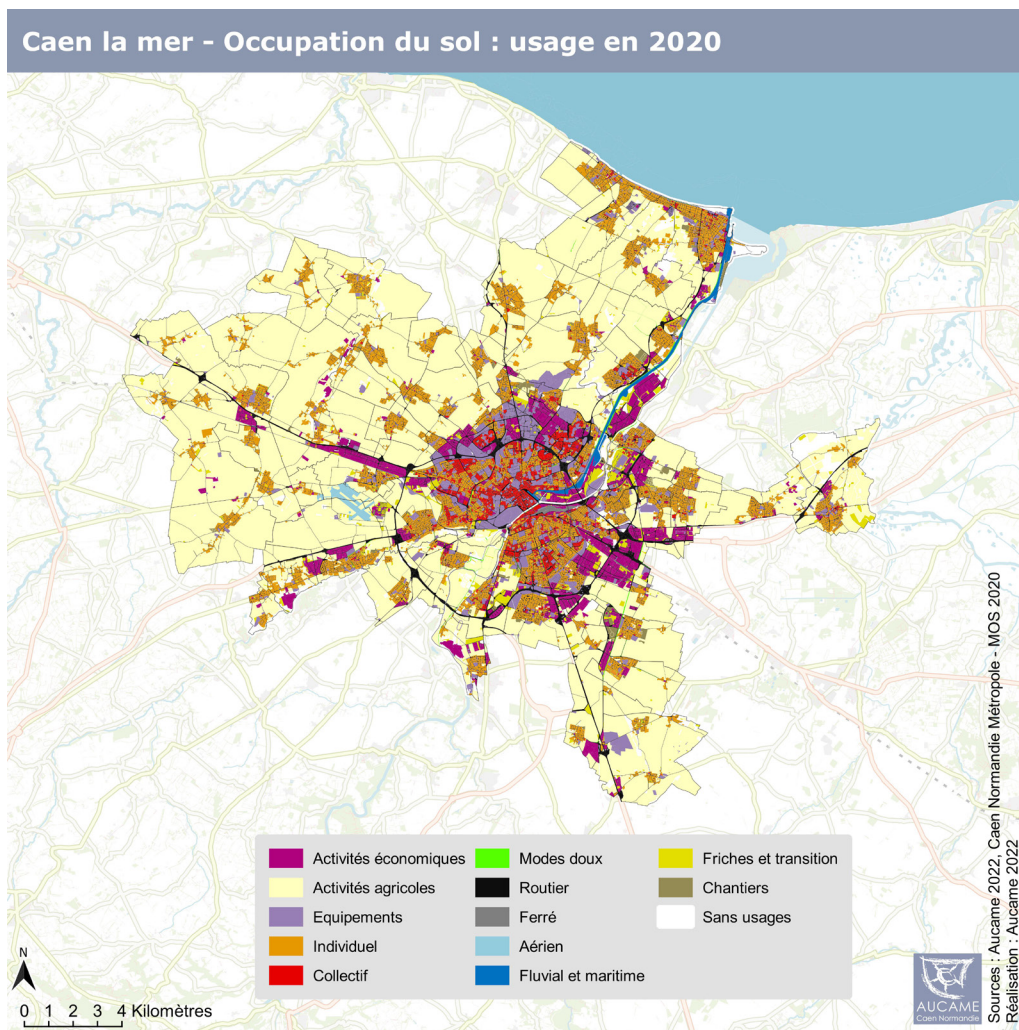 Caen la mer - Occupation du sol : usage en 2020
Activités économiques
Activités agricoles
Equipements
Individuel
Collectif
Modes doux
Routier
Ferré
Aérien
Fluvial et maritime
Friches et transition
Chantiers
Sans usages
N
0 1 2 3 4 Kilomètres
AUCAME
Caen Normandie
Sources : Aucame 2022, Caen Normandie Métropole - MOS 2020
Réalisation : Aucame 2022